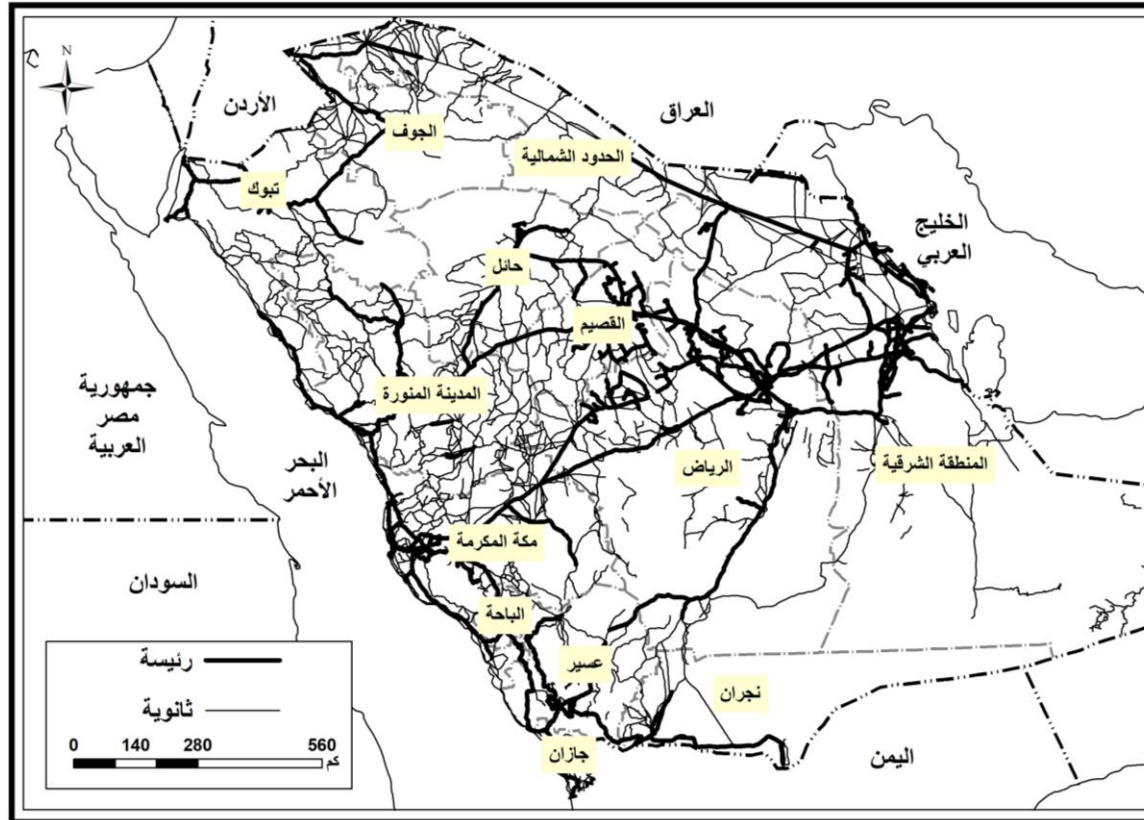 N
الأردن
العراق
الجوف
الحدود الشمالية
تبوك
الخليج
العربي
حائل
القصيم
جمهورية
مصر
العربية
المدينة المنورة
البحر
الأحمر
الرياض
المنطقة الشرقية
مكة المكرمة
السودان
الباحة
عسير
نجران
جازان
اليمن
رئيسة
ثانوية
0 140 280 560
كم